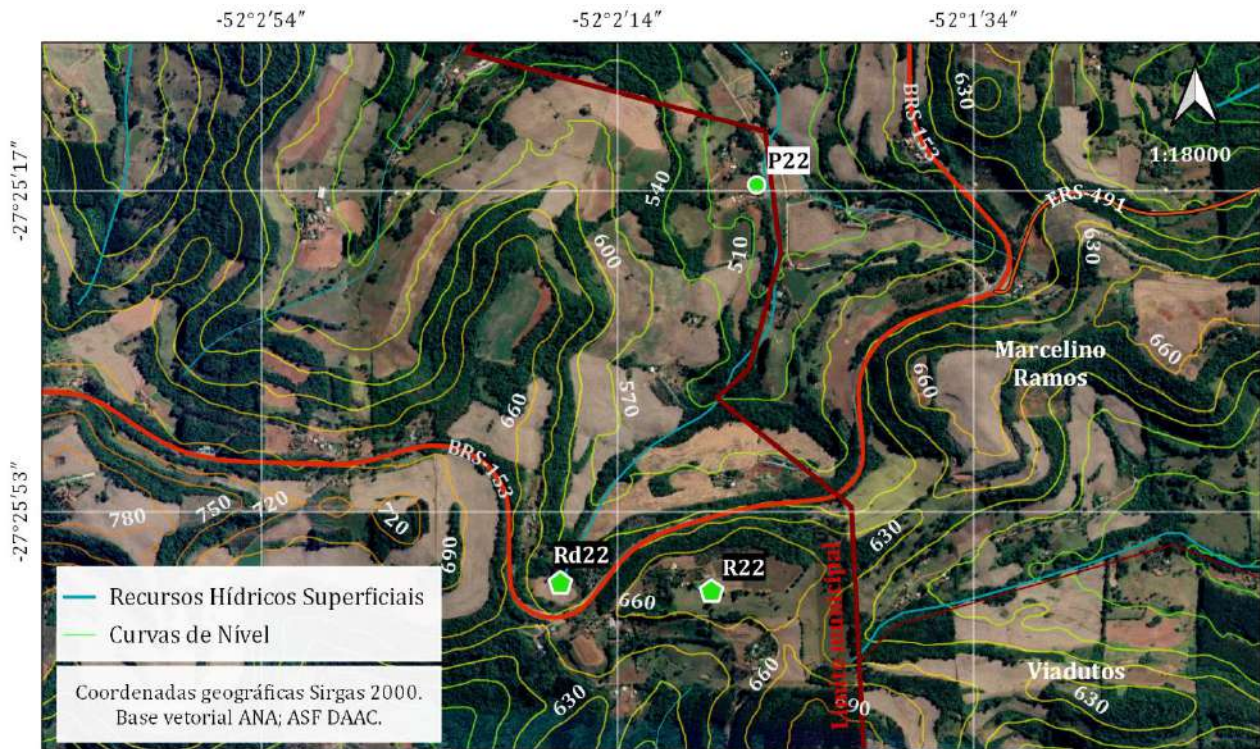 -52°2'54"
-52°2'14"
-52°1'34"
-27°25'17"
-27°25'53"
630
BRS-153
P22
1:18000
ERS-491
540
510
600
630
Marcelino
Ramos
660
660
570
660
BRS-153
780
750
720
720
690
630
Rd22
R22
660
Limite municipal
660
630
690
Viadutos
630
Recursos Hídricos Superficiais
Curvas de Nível
Coordenadas geográficas Sirgas 2000.
Base vetorial ANA; ASF DAAC.